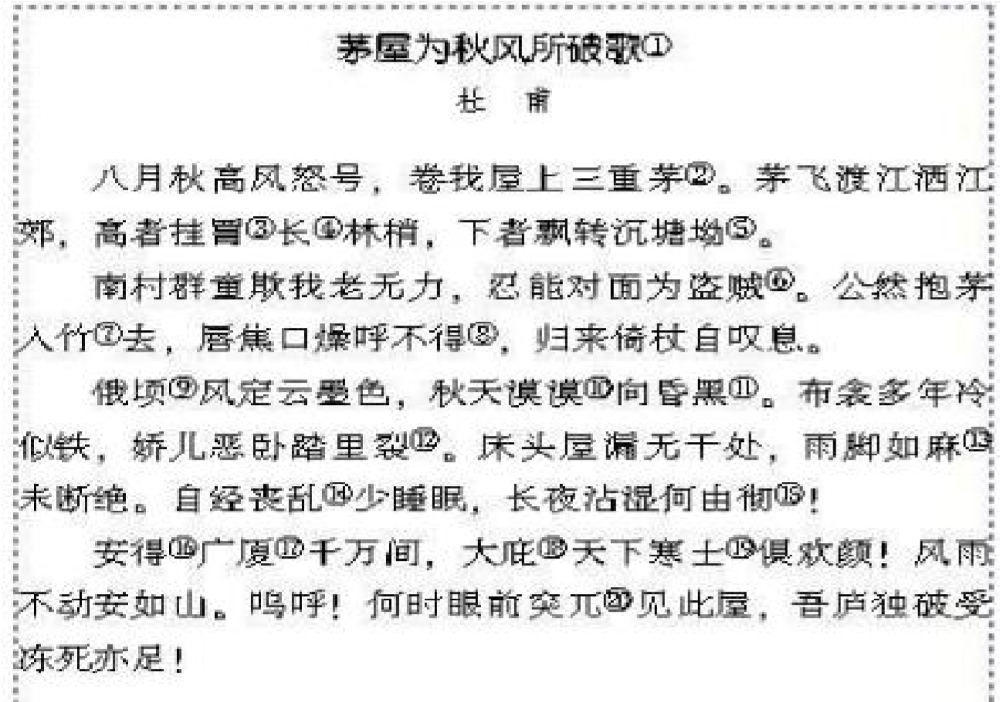 茅屋为秋风所破歌①
杜 甫
八月秋高风怒号，卷我屋上三重茅②。茅飞渡江洒江
郊，高者挂罥③长④林梢，下者飘转沉塘坳⑤。
南村群童欺我老无力，忍能对面为盗贼⑥。公然抱茅
入竹⑦去，唇焦口燥呼不得⑧，归来倚杖自叹息。
俄顷⑨风定云墨色，秋天漠漠⑩向昏黑⑪。布衾多年冷
似铁，娇儿恶卧踏里裂⑫。床头屋漏无干处，雨脚如麻⑬
未断绝。自经丧乱⑭少睡眠，长夜沾湿何由彻⑮！
安得⑯广厦⑰千万间，大庇⑱天下寒士⑲俱欢颜！风雨
不动安如山。呜呼！何时眼前突兀⑳见此屋，吾庐独破受
冻死亦足！